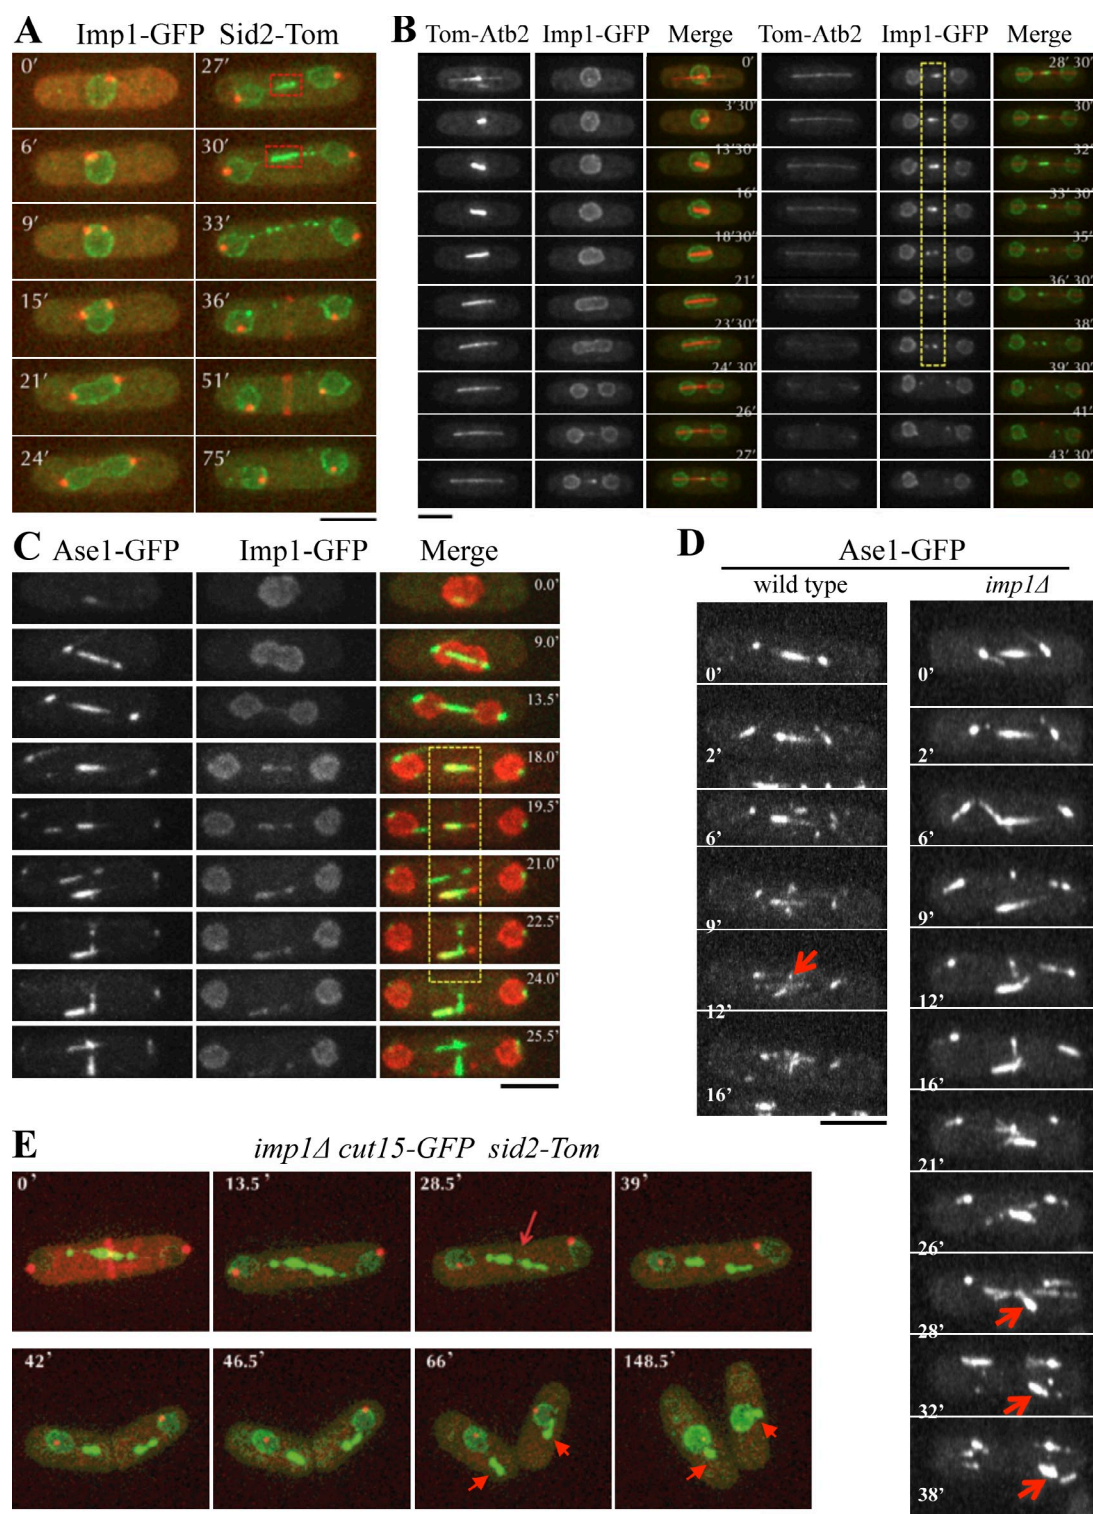 A
Imp1-GFP Sid2-Tom
0′ 27′
6′ 30′
9′ 33′
15′ 36′
21′ 51′
24′ 75′
B
Tom-Atb2 Imp1-GFP Merge Tom-Atb2 Imp1-GFP Merge
0′ 28′ 30″
3′30″ 30′
13′30″ 32′
16′ 33′ 30″
18′30″ 35′
21′ 36′ 30″
23′30″ 38′
24′ 30″ 39′ 30″
26′ 41′
27′ 43′ 30″
C
Ase1-GFP Imp1-GFP Merge
0.0′
9.0′
13.5′
18.0′
19.5′
21.0′
22.5′
24.0′
25.5′
D
Ase1-GFP
wild type imp1Δ
0’ 0’
2’ 2’
6’ 6’
9’ 9’
12’ 12’
16’ 16’
21’
26’
28’
32’
38’
E
imp1Δ cut15-GFP sid2-Tom
0’ 13.5’ 28.5’ 39’
42’ 46.5’ 66’ 148.5’